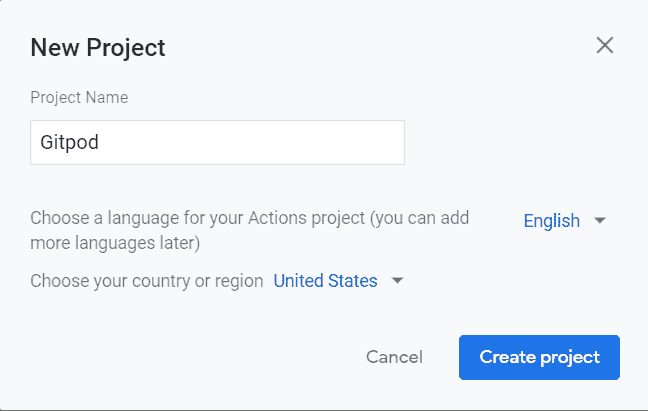 New Project
Project Name
Gitpod
Choose a language for your Actions project (you can add
more languages later)
English
Choose your country or region United States
Cancel
Create project